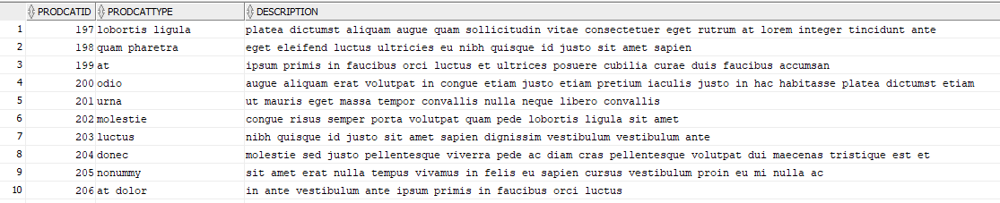 PRODCATID PRODCATTYPE DESCRIPTION
1 197 lobortis ligula platea dictumst aliquam augue quam sollicitudin vitae consectetuer eget rutrum at lorem integer tincidunt ante
2 198 quam pharetra eget eleifend luctus ultricies eu nibh quisque id justo sit amet sapien
3 199 at ipsum primis in faucibus orci luctus et ultrices posuere cubilia curae duis faucibus accumsan
4 200 odio augue aliquam erat volutpat in congue etiam justo etiam pretium iaculis justo in hac habitasse platea dictumst etiam
5 201 urna ut mauris eget massa tempor convallis nulla neque libero convallis
6 202 molestie congue risus semper porta volutpat quam pede lobortis ligula sit amet
7 203 luctus nibh quisque id justo sit amet sapien dignissim vestibulum vestibulum ante
8 204 donec molestie sed justo pellentesque viverra pede ac diam cras pellentesque volutpat dui maecenas tristique est et
9 205 nonummy sit amet erat nulla tempus vivamus in felis eu sapien cursus vestibulum proin eu mi nulla ac
10 206 at dolor in ante vestibulum ante ipsum primis in faucibus orci luctus